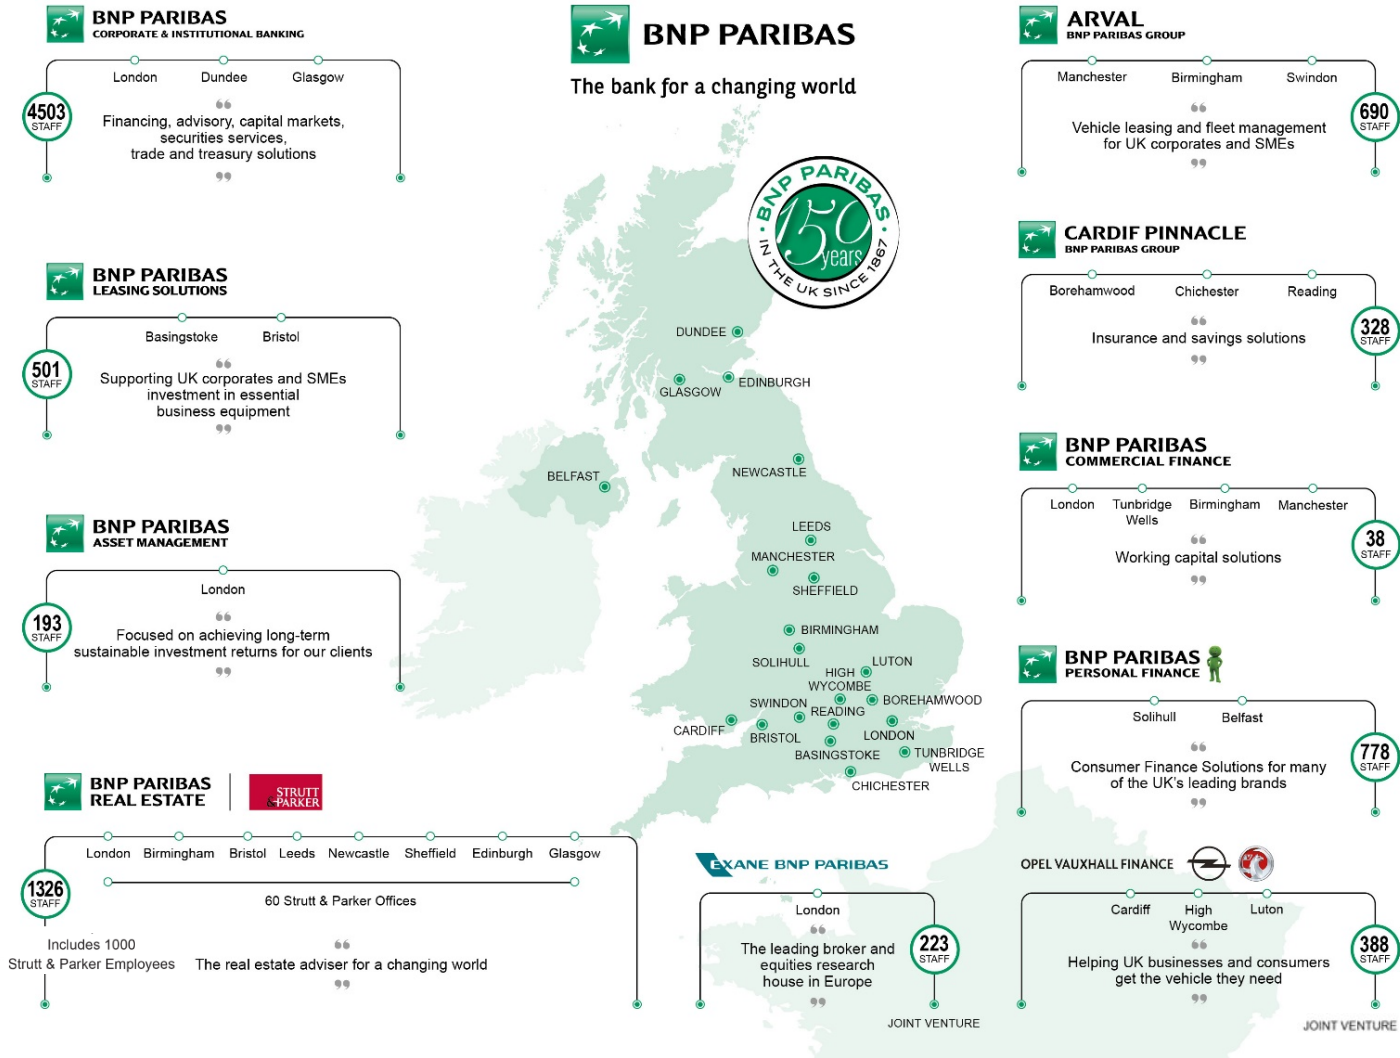 BNP PARIBAS
CORPORATE & INSTITUTIONAL BANKING
London Dundee Glasgow
4503
STAFF
“
Financing, advisory, capital markets,
securities services,
trade and treasury solutions
”
BNP PARIBAS
LEASING SOLUTIONS
Basingstoke Bristol
501
STAFF
“
Supporting UK corporates and SMEs
investment in essential
business equipment
”
BNP PARIBAS
ASSET MANAGEMENT
London
193
STAFF
“
Focused on achieving long-term
sustainable investment returns for our clients
”
BNP PARIBAS
REAL ESTATE
STRUTT
&PARKER
London Birmingham Bristol Leeds Newcastle Sheffield Edinburgh Glasgow
1326
STAFF
60 Strutt & Parker Offices
Includes 1000
Strutt & Parker Employees
“
The real estate adviser for a changing world
”
BNP PARIBAS
The bank for a changing world
BNP PARIBAS
150
years
IN THE UK SINCE 1867
DUNDEE
EDINBURGH
GLASGOW
NEWCASTLE
BELFAST
LEEDS
MANCHESTER
SHEFFIELD
BIRMINGHAM
SOLIHULL
LUTON
HIGH
WYCOMBE
BOREHAMWOOD
SWINDON
READING
CARDIFF
BRISTOL
LONDON
BASINGSTOKE
TUNBRIDGE
WELLS
CHICHESTER
EXANE BNP PARIBAS
London
“
The leading broker and
equities research
house in Europe
”
223
STAFF
JOINT VENTURE
ARVAL
BNP PARIBAS GROUP
Manchester Birmingham Swindon
690
STAFF
“
Vehicle leasing and fleet management
for UK corporates and SMEs
”
CARDIF PINNACLE
BNP PARIBAS GROUP
Borehamwood Chichester Reading
328
STAFF
“
Insurance and savings solutions
”
BNP PARIBAS
COMMERCIAL FINANCE
London Tunbridge Birmingham Manchester
Wells
38
STAFF
“
Working capital solutions
”
BNP PARIBAS
PERSONAL FINANCE
Solihull Belfast
778
STAFF
“
Consumer Finance Solutions for many
of the UK's leading brands
”
OPEL VAUXHALL FINANCE
Cardiff High Luton
Wycombe
388
STAFF
“
Helping UK businesses and consumers
get the vehicle they need
”
JOINT VENTURE